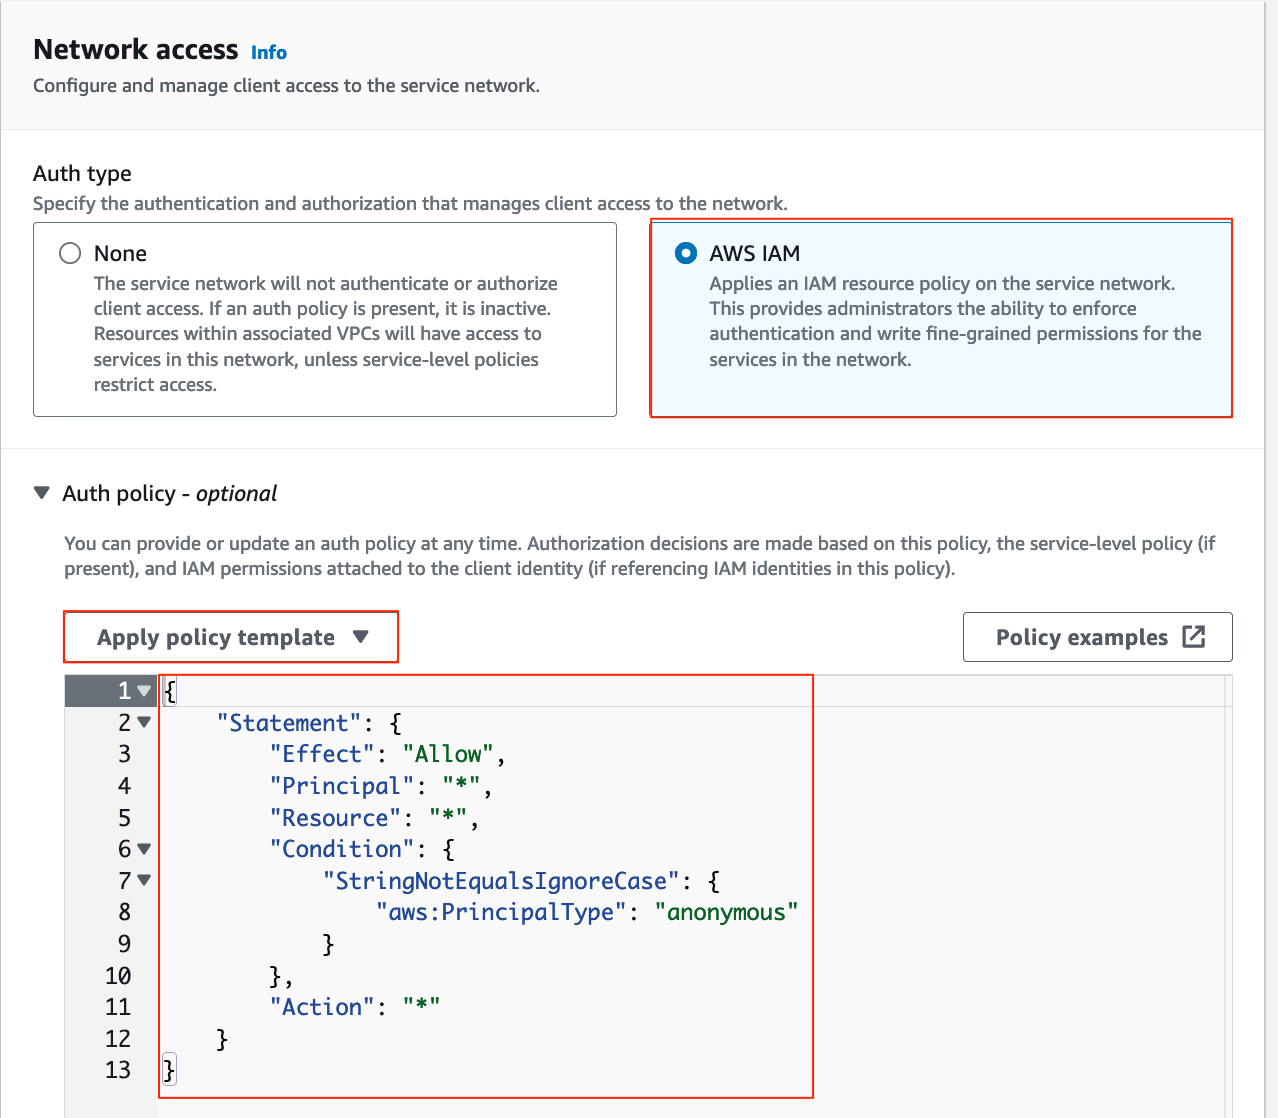 Network access Info
Configure and manage client access to the service network.
Auth type
Specify the authentication and authorization that manages client access to the network.
None
The service network will not authenticate or authorize
client access. If an auth policy is present, it is inactive.
Resources within associated VPCs will have access to
services in this network, unless service-level policies
restrict access.
AWS IAM
Applies an IAM resource policy on the service network.
This provides administrators the ability to enforce
authentication and write fine-grained permissions for the
services in the network.
Auth policy - optional
You can provide or update an auth policy at any time. Authorization decisions are made based on this policy, the service-level policy (if
present), and IAM permissions attached to the client identity (if referencing IAM identities in this policy).
Apply policy template
Policy examples
1 {
2     "Statement": {
3         "Effect": "Allow",
4         "Principal": "*",
5         "Resource": "*",
6         "Condition": {
7             "StringNotEqualsIgnoreCase": {
8                 "aws:PrincipalType": "anonymous"
9             }
10         },
11         "Action": "*"
12     }
13 }